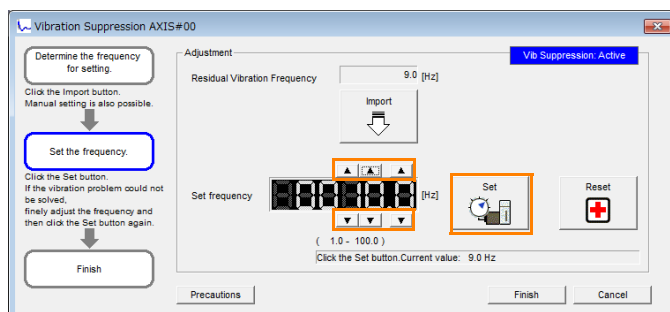 Vibration Suppression AXIS#00
Determine the frequency
for setting.
Click the Import button.
Manual setting is also possible.
Set the frequency.
Click the Set button.
If the vibration problem could not
be solved,
finely adjust the frequency and
then click the Set button again.
Finish
Adjustment
Vib Suppression: Active
Residual Vibration Frequency 9.0 [Hz]
Import
Set frequency [Hz]
Set
Reset
( 1.0 - 100.0 )
Click the Set button.Current value: 9.0 Hz
Precautions
Finish
Cancel